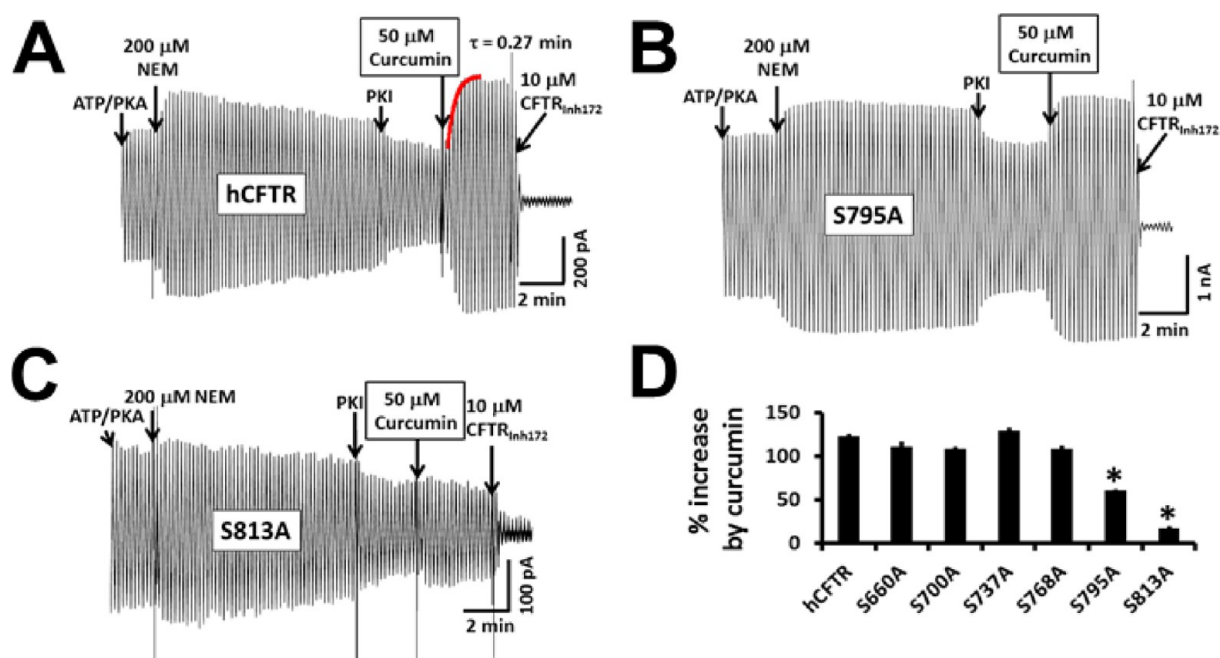 A
200 μM
NEM
ATP/PKA
50 μM
Curcumin
τ = 0.27 min
PKI
10 μM
CFTRInh172
hCFTR
200 pA
2 min
B
200 μM
NEM
ATP/PKA
PKI
50 μM
Curcumin
10 μM
CFTRInh172
S795A
1 nA
2 min
C
ATP/PKA
200 μM NEM
PKI
50 μM
Curcumin
10 μM
CFTRInh172
S813A
100 pA
2 min
D
% increase
by curcumin
150
100
50
0
*
*
hCFTR
S660A
S700A
S737A
S768A
S795A
S813A